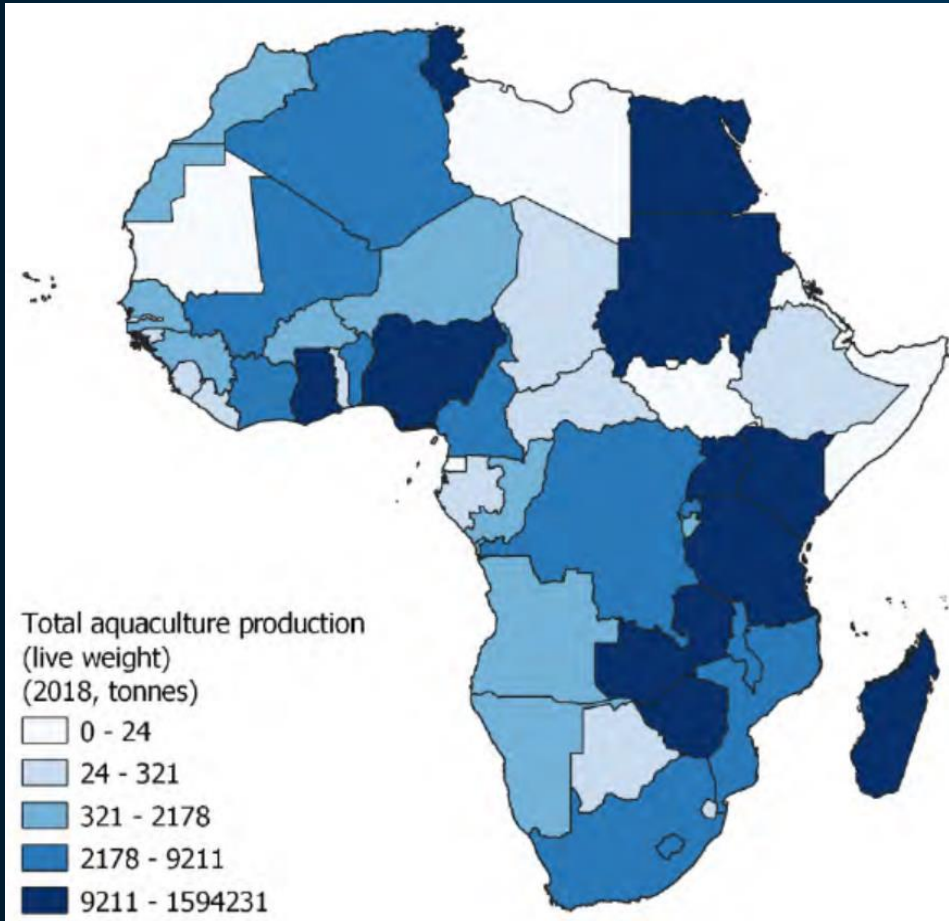 Total aquaculture production
(live weight)
(2018, tonnes)
0 - 24
24 - 321
321 - 2178
2178 - 9211
9211 - 1594231